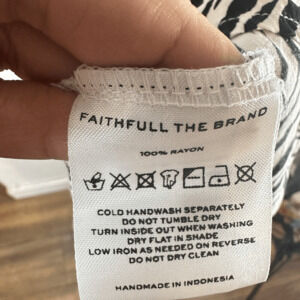 FAITHFULL THE BRAND
100% RAYON
COLD HANDWASH SEPARATELY
DO NOT TUMBLE DRY
TURN INSIDE OUT WHEN WASHING
DRY FLAT IN SHADE
LOW IRON AS NEEDED ON REVERSE
DO NOT DRY CLEAN
HANDMADE IN INDONESIA